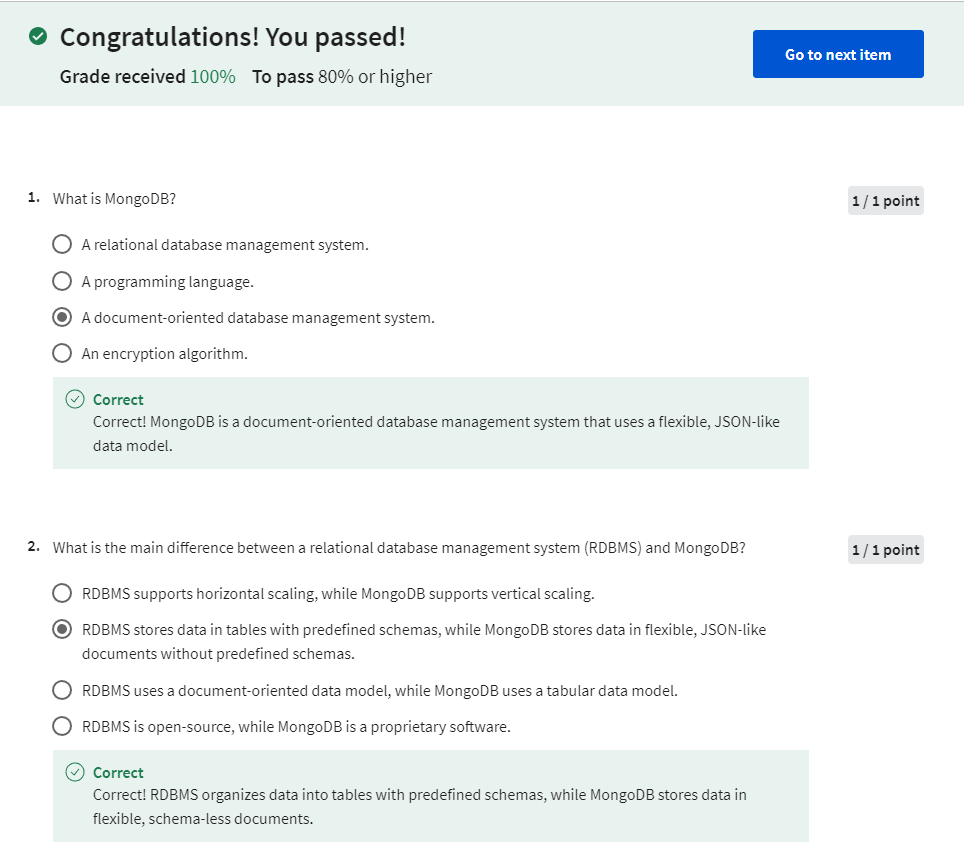 Congratulations! You passed!
Grade received 100% To pass 80% or higher
Go to next item
1. What is MongoDB?
1 / 1 point
A relational database management system.
A programming language.
A document-oriented database management system.
An encryption algorithm.
Correct
Correct! MongoDB is a document-oriented database management system that uses a flexible, JSON-like
data model.
2. What is the main difference between a relational database management system (RDBMS) and MongoDB?
1 / 1 point
RDBMS supports horizontal scaling, while MongoDB supports vertical scaling.
RDBMS stores data in tables with predefined schemas, while MongoDB stores data in flexible, JSON-like
documents without predefined schemas.
RDBMS uses a document-oriented data model, while MongoDB uses a tabular data model.
RDBMS is open-source, while MongoDB is a proprietary software.
Correct
Correct! RDBMS organizes data into tables with predefined schemas, while MongoDB stores data in
flexible, schema-less documents.